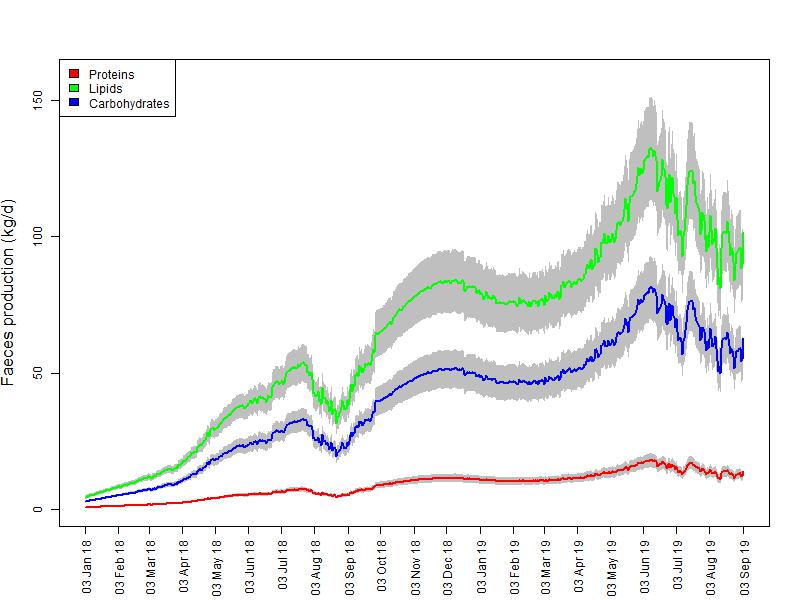 Proteins
Lipids
Carbohydrates
Faeces production (kg/d)
150
100
50
0
03 Jan 18
03 Feb 18
03 Mar 18
03 Apr 18
03 May 18
03 Jun 18
03 Jul 18
03 Aug 18
03 Sep 18
03 Oct 18
03 Nov 18
03 Dec 18
03 Jan 19
03 Feb 19
03 Mar 19
03 Apr 19
03 May 19
03 Jun 19
03 Jul 19
03 Aug 19
03 Sep 19